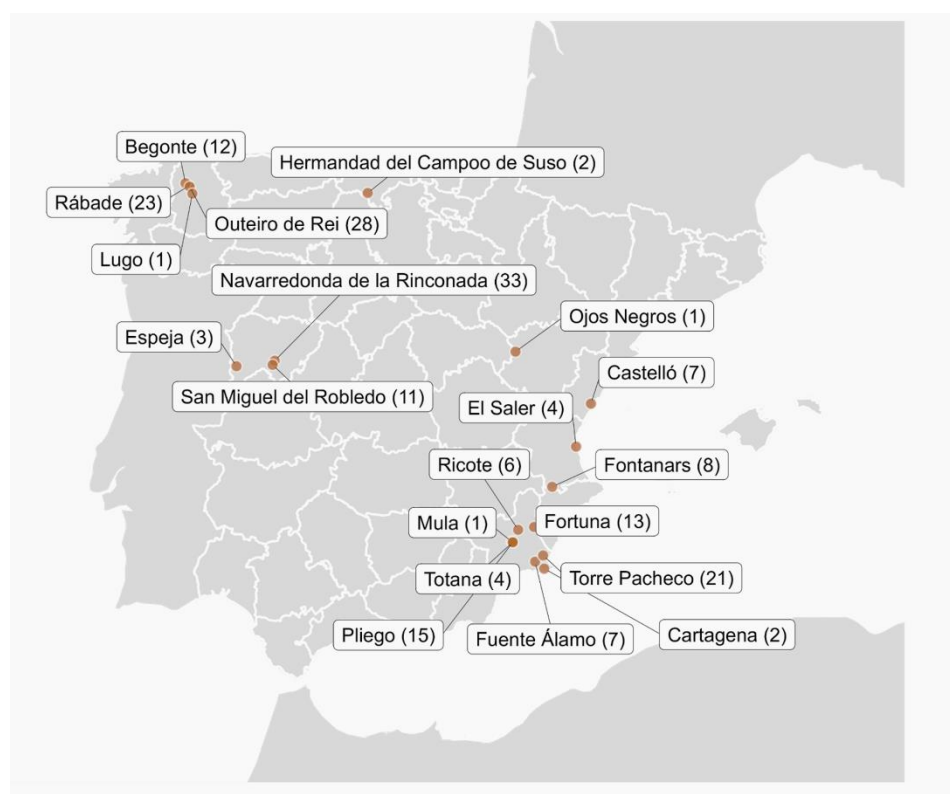 Begonte (12)
Hermandad del Campoo de Suso (2)
Rábade (23)
Outeiro de Rei (28)
Lugo (1)
Navarredonda de la Rinconada (33)
Ojos Negros (1)
Espeja (3)
Castelló (7)
San Miguel del Robledo (11)
El Saler (4)
Ricote (6)
Fontanars (8)
Mula (1)
Fortuna (13)
Totana (4)
Torre Pacheco (21)
Pliego (15)
Fuente Álamo (7)
Cartagena (2)